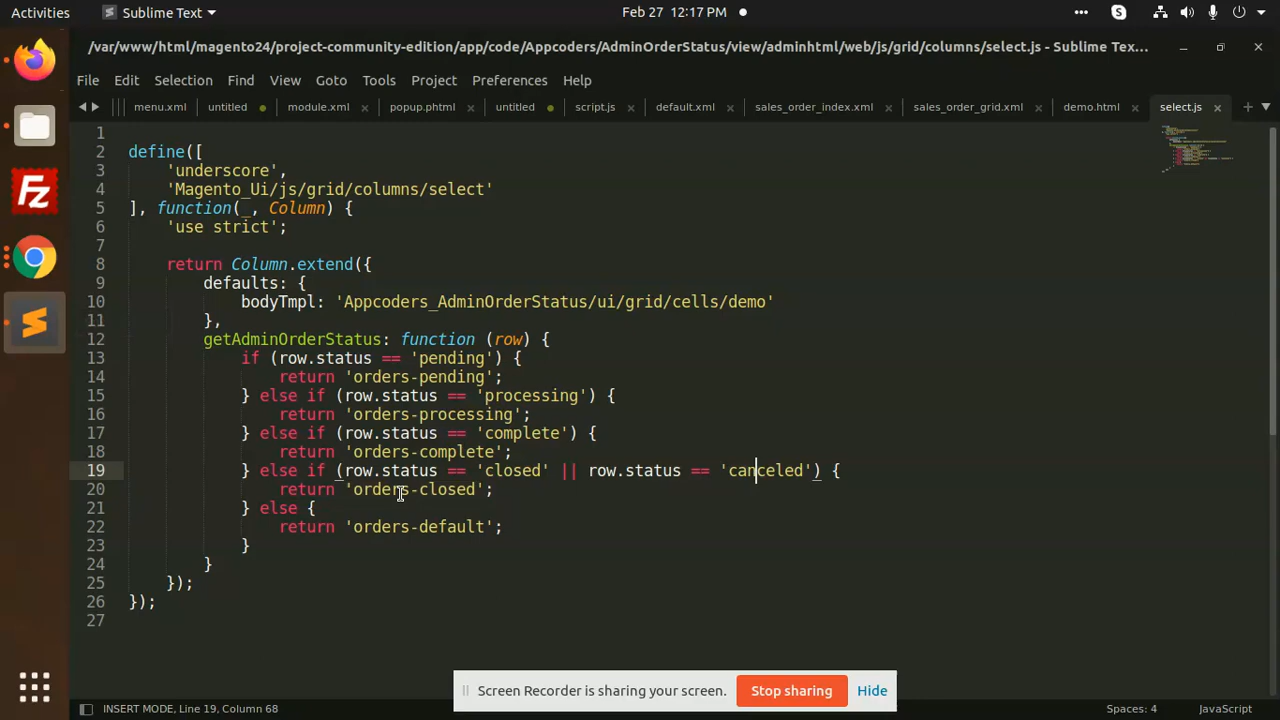 Activities
Sublime Text
Feb 27 12:17 PM
/var/www/html/magento24/project-community-edition/app/code/Appcoders/AdminOrderStatus/view/adminhtml/web/js/grid/columns/select.js - Sublime Tex...
File Edit Selection Find View Goto Tools Project Preferences Help
menu.xml untitled module.xml popup.phtml untitled script.js default.xml sales_order_index.xml sales_order_grid.xml demo.html select.js
1
2 define([
3 'underscore',
4 'Magento_Ui/js/grid/columns/select'
5 ], function(_, Column) {
6 'use strict';
7
8 return Column.extend({
9 defaults: {
10 bodyTmpl: 'Appcoders_AdminOrderStatus/ui/grid/cells/demo'
11 },
12 getAdminOrderStatus: function (row) {
13 if (row.status == 'pending') {
14 return 'orders-pending';
15 } else if (row.status == 'processing') {
16 return 'orders-processing';
17 } else if (row.status == 'complete') {
18 return 'orders-complete';
19 } else if (row.status == 'closed' || row.status == 'canceled') {
20 return 'orders-closed';
21 } else {
22 return 'orders-default';
23 }
24 }
25 });
26 });
27
Screen Recorder is sharing your screen. Stop sharing Hide
INSERT MODE, Line 19, Column 68 Spaces: 4 JavaScript